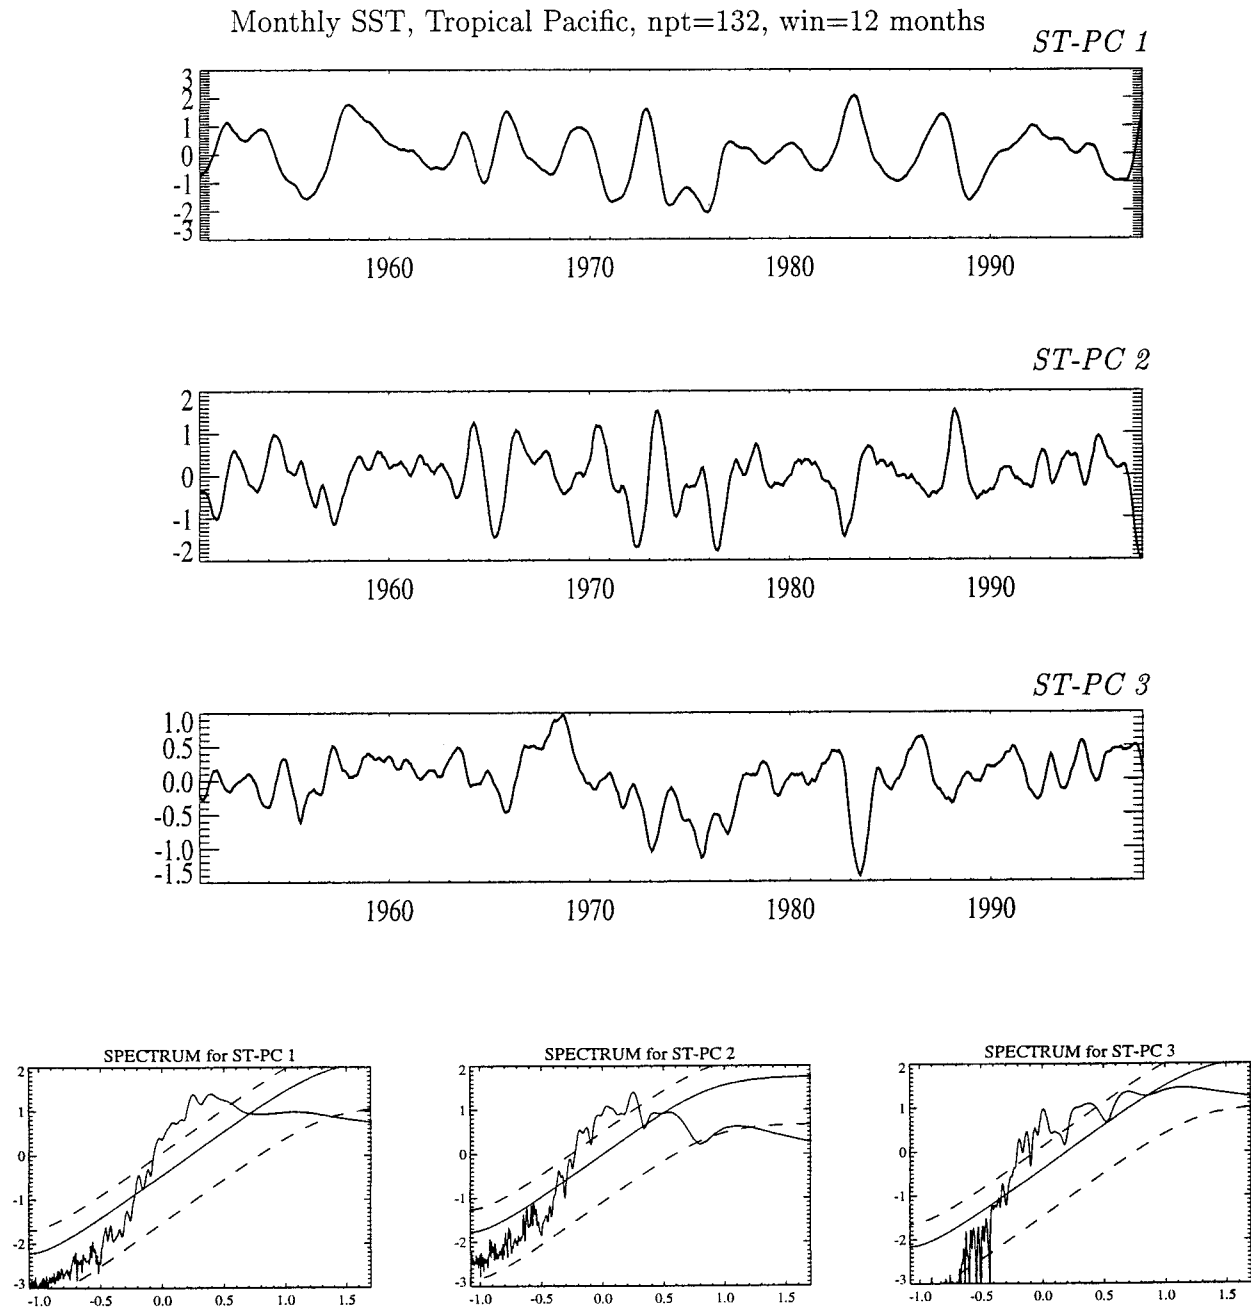 Monthly SST, Tropical Pacific, npt=132, win=12 months
ST-PC 1
3
2
1
0
-1
-2
-3
1960 1970 1980 1990
ST-PC 2
2
1
0
-1
-2
1960 1970 1980 1990
ST-PC 3
1.0
0.5
0.0
-0.5
-1.0
-1.5
1960 1970 1980 1990
SPECTRUM for ST-PC 1
2
1
0
-1
-2
-3
-1.0 -0.5 0.0 0.5 1.0 1.5
SPECTRUM for ST-PC 2
2
1
0
-1
-2
-3
-1.0 -0.5 0.0 0.5 1.0 1.5
SPECTRUM for ST-PC 3
2
1
0
-1
-2
-3
-1.0 -0.5 0.0 0.5 1.0 1.5